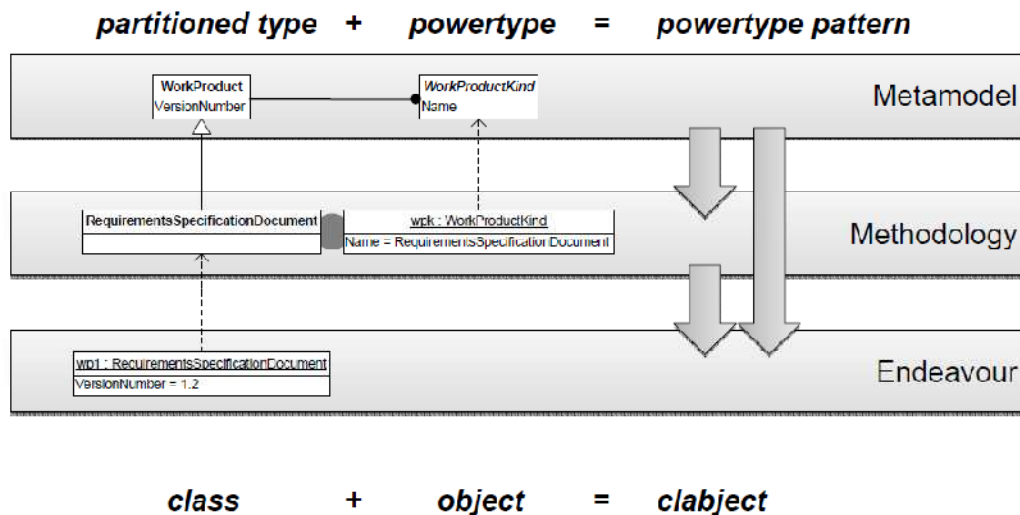 partitioned type + powertype = powertype pattern
WorkProduct
VersionNumber
WorkProductKind
Name
Metamodel
RequirementsSpecificationDocument
wpk : WorkProductKind
Name = RequirementsSpecificationDocument
Methodology
wp1 : RequirementsSpecificationDocument
VersionNumber = 1.2
Endeavour
class + object = clabject